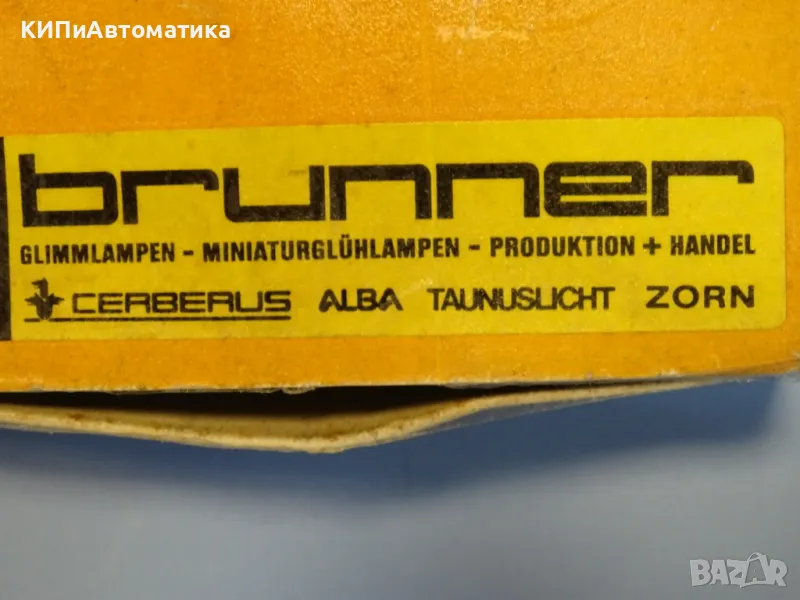 КИПиАвтоматика
brunner
GLIMMLAMPEN - MINIATURGLÜHLAMPEN - PRODUKTION + HANDEL
CERBERUS ALBA TAUNUSLICHT ZORN
BAZAR